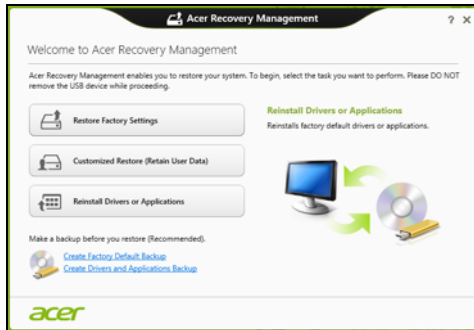 Acer Recovery Management
? X
Welcome to Acer Recovery Management
Acer Recovery Management enables you to restore your system. To begin, select the task you want to perform. Please DO NOT
remove the USB device while proceeding.
Restore Factory Settings
Customized Restore (Retain User Data)
Reinstall Drivers or Applications
Reinstall Drivers or Applications
Reinstalls factory default drivers or applications.
Make a backup before you restore (Recommended).
Create Factory Default Backup
Create Drivers and Applications Backup
acer